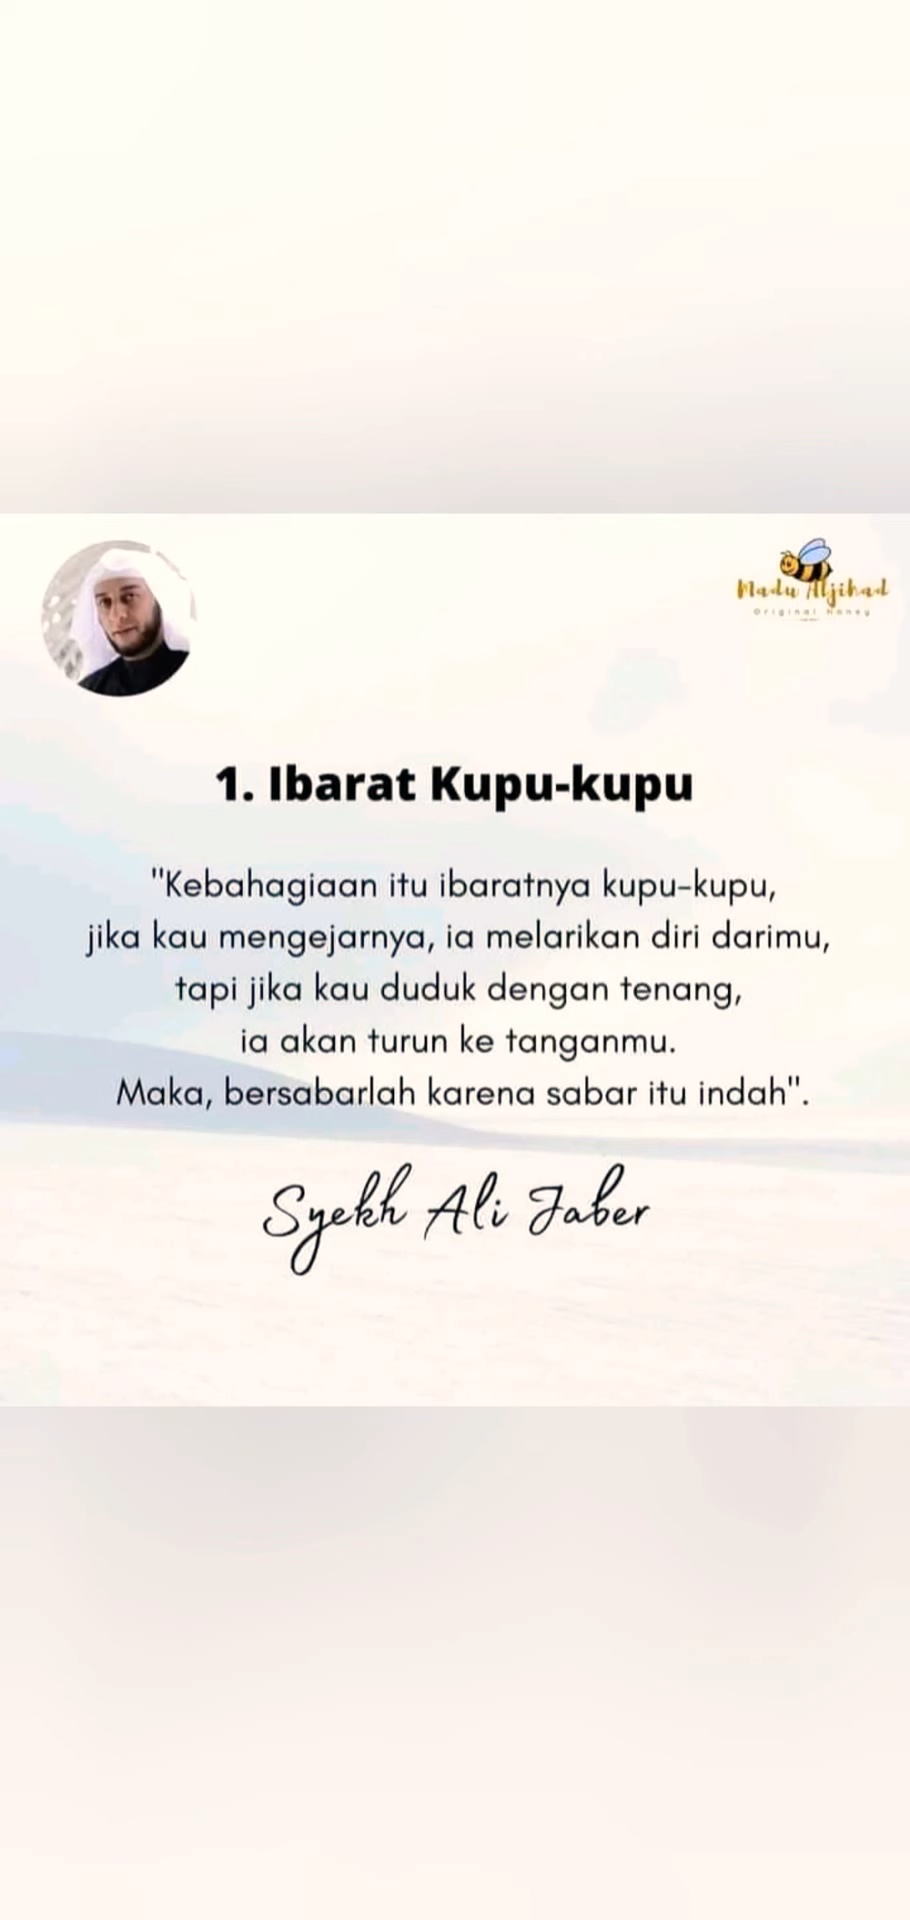 Madu Aljihad
Original Honey
1. Ibarat Kupu-kupu
"Kebahagiaan itu ibaratnya kupu-kupu,
jika kau mengejarnya, ia melarikan diri darimu,
tapi jika kau duduk dengan tenang,
ia akan turun ke tanganmu.
Maka, bersabarlah karena sabar itu indah".
Syekh Ali Jaber